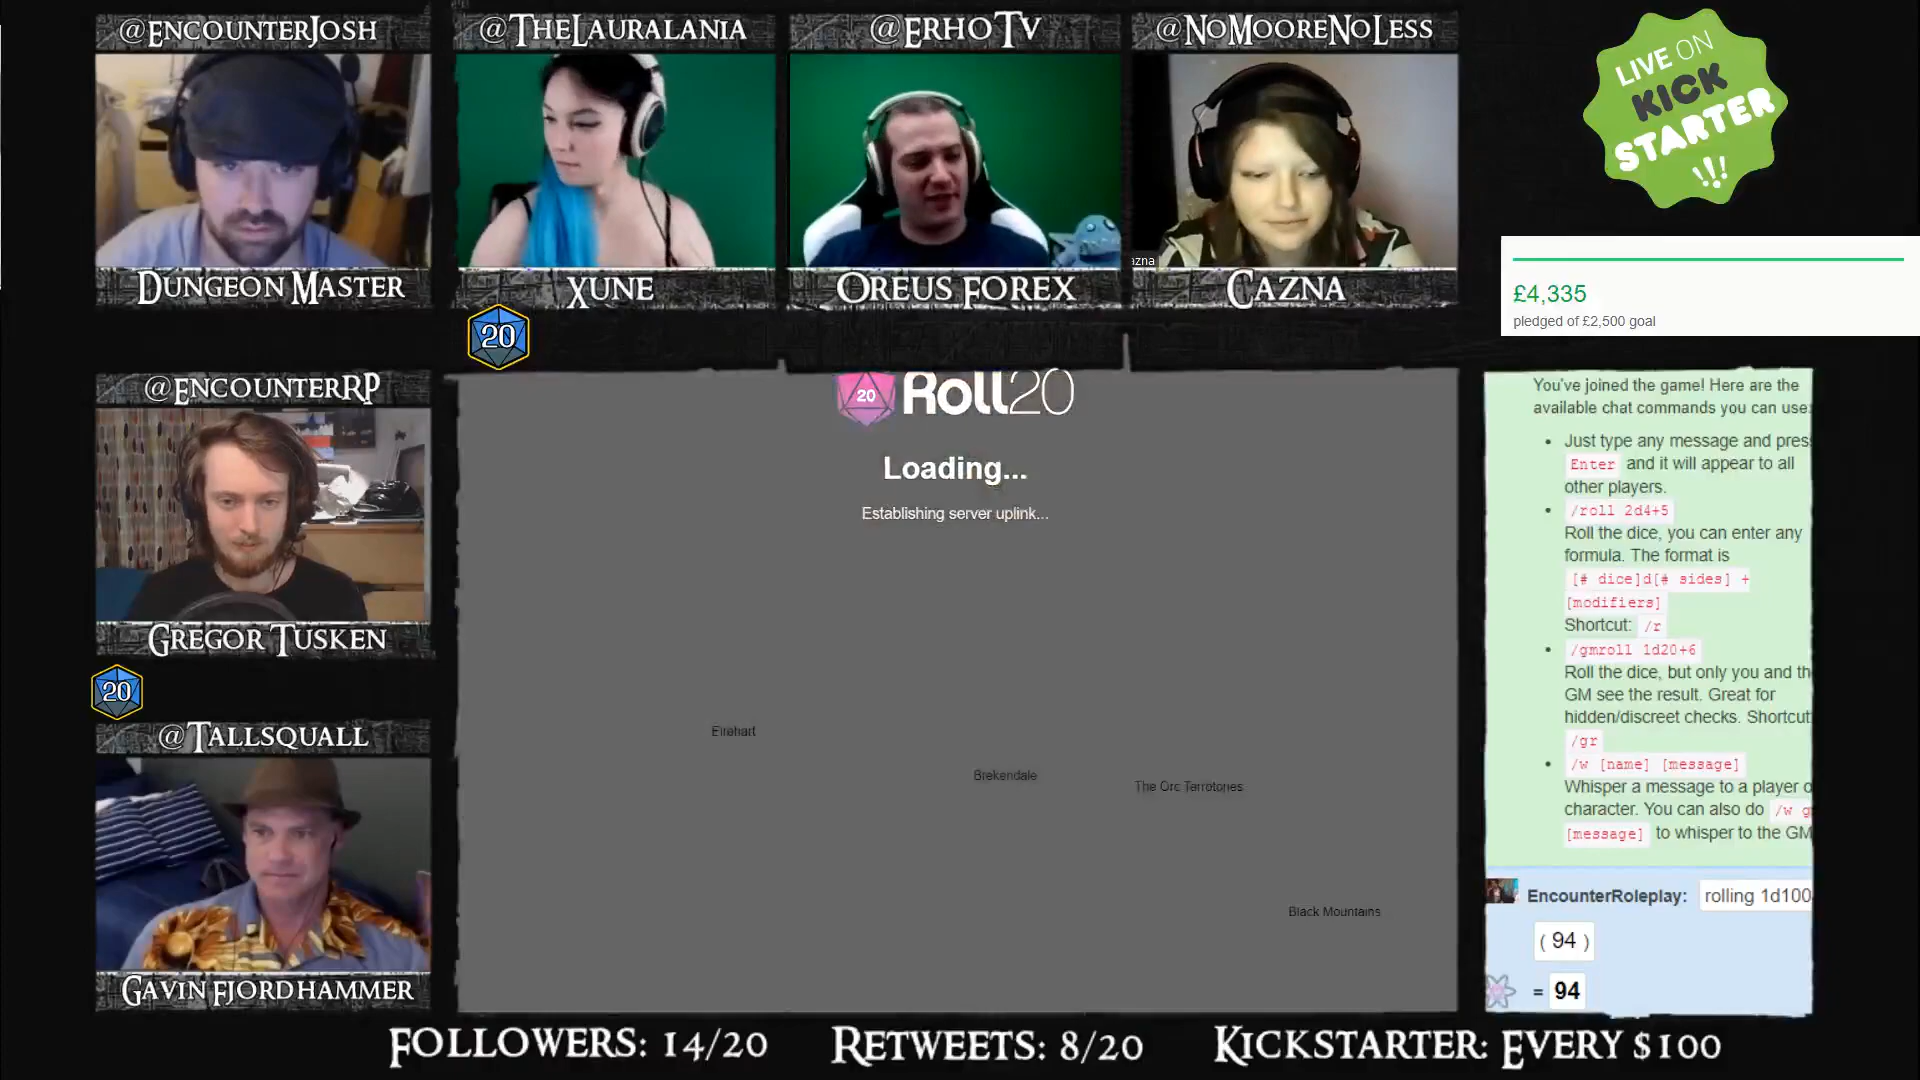 @EncounterJosh
@TheLauralania
@ErhoTv
@NoMooreNoLess
LIVE ON
KICK
STARTER
!!!
Dungeon Master
Xune
Oreus Forex
azna
Cazna
20
£4,335
pledged of £2,500 goal
@EncounterRP
Gregor Tusken
20
@Tallsquall
Gavin Fjordhammer
20 Roll20
Loading...
Establishing server uplink...
Eirehart
Brekendale
The Orc Terrotories
Black Mountains
You've joined the game! Here are the
available chat commands you can use:
Just type any message and press
Enter and it will appear to all
other players.
/roll 2d4+5
Roll the dice, you can enter any
formula. The format is
[# dice]d[# sides] +
[modifiers]
Shortcut: /r
/gmroll 1d20+6
Roll the dice, but only you and th
GM see the result. Great for
hidden/discreet checks. Shortcut
/gr
/w [name] [message]
Whisper a message to a player o
character. You can also do /w g
[message] to whisper to the GM
EncounterRoleplay: rolling 1d100
(94)
= 94
Followers: 14/20
Retweets: 8/20
Kickstarter: Every $100